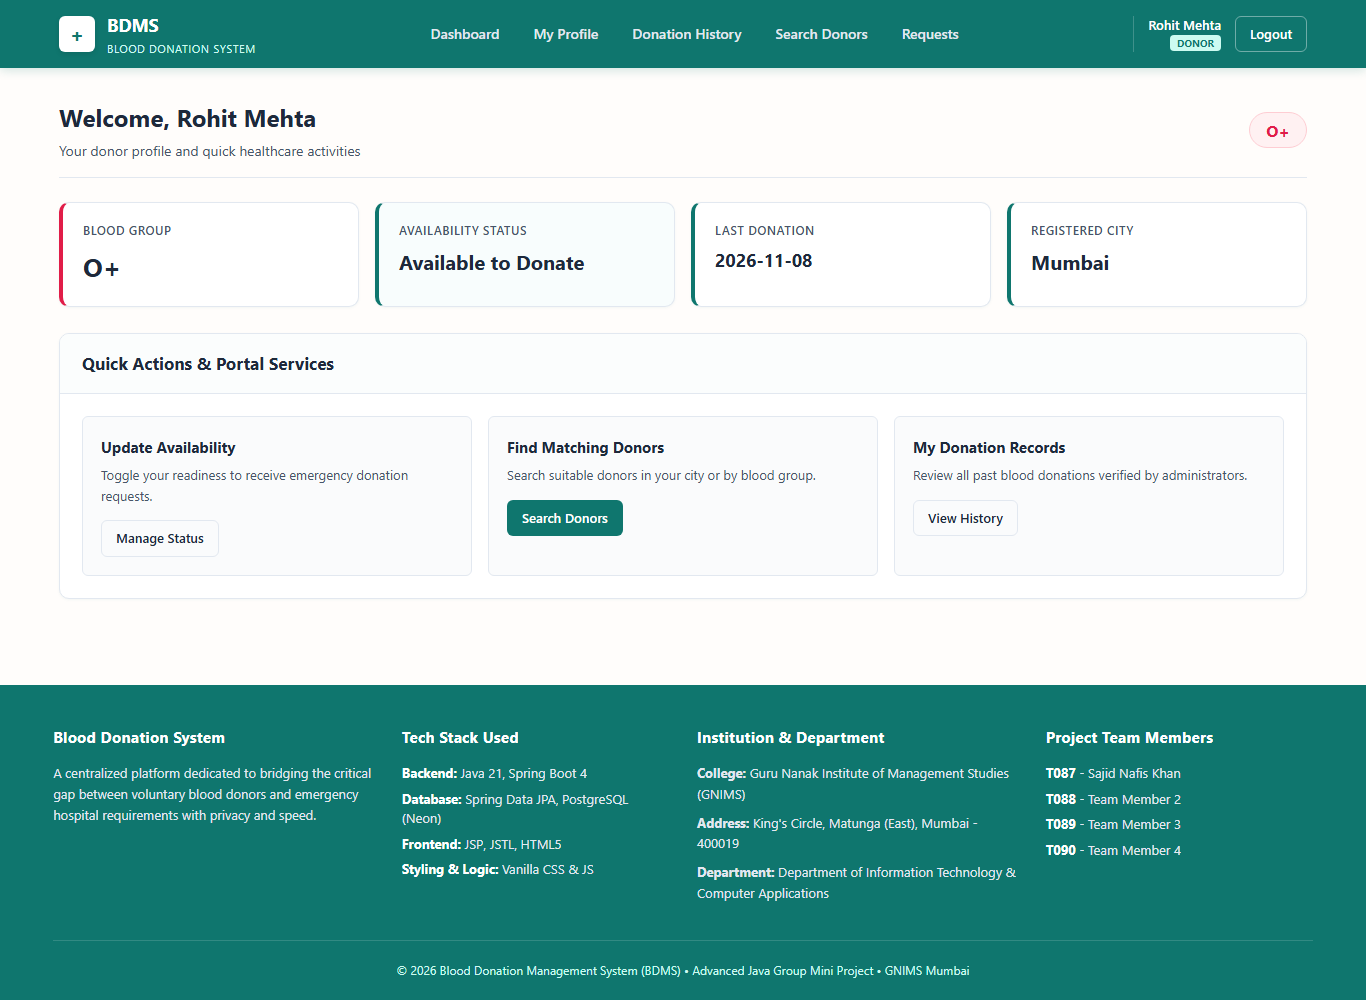 +
BDMS
BLOOD DONATION SYSTEM
Dashboard
My Profile
Donation History
Search Donors
Requests
Rohit Mehta
DONOR
Logout
Welcome, Rohit Mehta
Your donor profile and quick healthcare activities
O+
BLOOD GROUP
O+
AVAILABILITY STATUS
Available to Donate
LAST DONATION
2026-11-08
REGISTERED CITY
Mumbai
Quick Actions & Portal Services
Update Availability
Toggle your readiness to receive emergency donation
requests.
Manage Status
Find Matching Donors
Search suitable donors in your city or by blood group.
Search Donors
My Donation Records
Review all past blood donations verified by administrators.
View History
Blood Donation System
A centralized platform dedicated to bridging the critical
gap between voluntary blood donors and emergency
hospital requirements with privacy and speed.
Tech Stack Used
Backend: Java 21, Spring Boot 4
Database: Spring Data JPA, PostgreSQL
(Neon)
Frontend: JSP, JSTL, HTML5
Styling & Logic: Vanilla CSS & JS
Institution & Department
College: Guru Nanak Institute of Management Studies
(GNIMS)
Address: King's Circle, Matunga (East), Mumbai -
400019
Department: Department of Information Technology &
Computer Applications
Project Team Members
T087 - Sajid Nafis Khan
T088 - Team Member 2
T089 - Team Member 3
T090 - Team Member 4
© 2026 Blood Donation Management System (BDMS) • Advanced Java Group Mini Project • GNIMS Mumbai